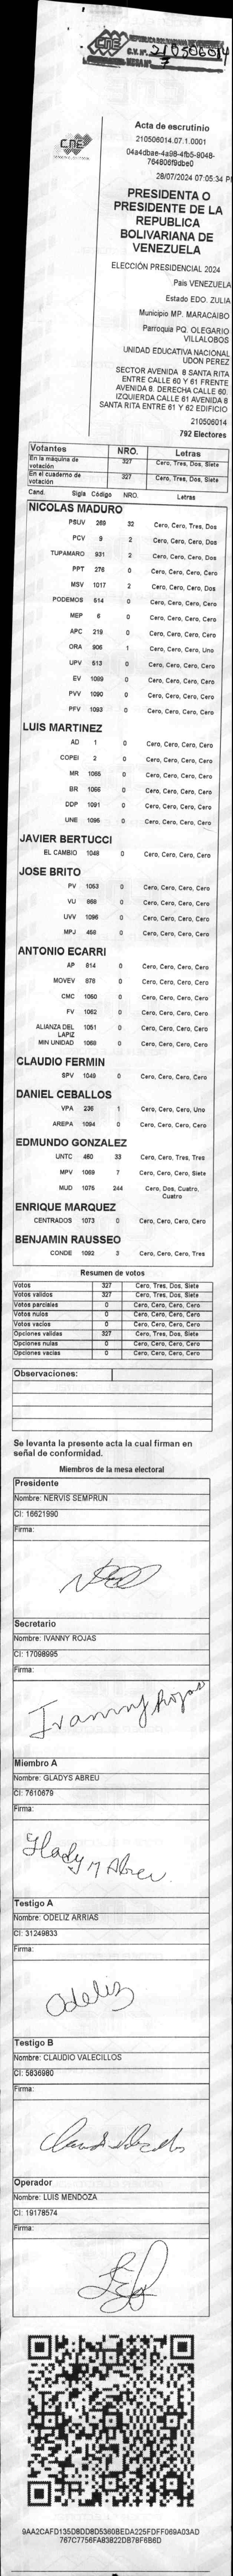 REPUBLICA BOLIVARIANA DE VENEZUELA
C.V. N° 210506014
7
CNE
Acta de escrutinio
210506014.07.1.0001
04a4dbae-4a98-4fb5-9048-
764806f9dbe0
28/07/2024 07:05:34 P
PRESIDENTA O
PRESIDENTE DE LA
REPUBLICA
BOLIVARIANA DE
VENEZUELA
ELECCIÓN PRESIDENCIAL 2024
País VENEZUELA
Estado EDO. ZULIA
Municipio MP. MARACAIBO
Parroquia PQ. OLEGARIO
VILLALOBOS
UNIDAD EDUCATIVA NACIONAL
UDON PEREZ
SECTOR AVENIDA 8 SANTA RITA
ENTRE CALLE 60 Y 61 FRENTE
AVENIDA 8. DERECHA CALLE 60.
IZQUIERDA CALLE 61 AVENIDA 8
SANTA RITA ENTRE 61 Y 62 EDIFICIO
210506014
792 Electores
Votantes NRO. Letras
En la máquina de votación 327 Cero, Tres, Dos, Siete
En el cuaderno de votación 327 Cero, Tres, Dos, Siete
Cand. Sigla Código NRO. Letras
NICOLAS MADURO
PSUV 269 32 Cero, Cero, Tres, Dos
PCV 9 2 Cero, Cero, Cero, Dos
TUPAMARO 931 2 Cero, Cero, Cero, Dos
PPT 276 0 Cero, Cero, Cero, Cero
MSV 1017 2 Cero, Cero, Cero, Dos
PODEMOS 514 0 Cero, Cero, Cero, Cero
MEP 6 0 Cero, Cero, Cero, Cero
APC 219 0 Cero, Cero, Cero, Cero
ORA 906 1 Cero, Cero, Cero, Uno
UPV 513 0 Cero, Cero, Cero, Cero
EV 1089 0 Cero, Cero, Cero, Cero
PVV 1090 0 Cero, Cero, Cero, Cero
PFV 1093 0 Cero, Cero, Cero, Cero
LUIS MARTINEZ
AD 1 0 Cero, Cero, Cero, Cero
COPEI 2 0 Cero, Cero, Cero, Cero
MR 1065 0 Cero, Cero, Cero, Cero
BR 1066 0 Cero, Cero, Cero, Cero
DDP 1091 0 Cero, Cero, Cero, Cero
UNE 1095 0 Cero, Cero, Cero, Cero
JAVIER BERTUCCI
EL CAMBIO 1048 0 Cero, Cero, Cero, Cero
JOSE BRITO
PV 1053 0 Cero, Cero, Cero, Cero
VU 868 0 Cero, Cero, Cero, Cero
UVV 1096 0 Cero, Cero, Cero, Cero
MPJ 458 0 Cero, Cero, Cero, Cero
ANTONIO ECARRI
AP 814 0 Cero, Cero, Cero, Cero
MOVEV 878 0 Cero, Cero, Cero, Cero
CMC 1060 0 Cero, Cero, Cero, Cero
FV 1062 0 Cero, Cero, Cero, Cero
ALIANZA DEL LAPIZ 1051 0 Cero, Cero, Cero, Cero
MIN UNIDAD 1068 0 Cero, Cero, Cero, Cero
CLAUDIO FERMIN
SPV 1049 0 Cero, Cero, Cero, Cero
DANIEL CEBALLOS
VPA 236 1 Cero, Cero, Cero, Uno
AREPA 1094 0 Cero, Cero, Cero, Cero
EDMUNDO GONZALEZ
UNTC 460 33 Cero, Cero, Tres, Tres
MPV 1069 7 Cero, Cero, Cero, Siete
MUD 1075 244 Cero, Dos, Cuatro,
Cuatro
ENRIQUE MARQUEZ
CENTRADOS 1073 0 Cero, Cero, Cero, Cero
BENJAMIN RAUSSEO
CONDE 1092 3 Cero, Cero, Cero, Tres
Resumen de votos
Votos 327 Cero, Tres, Dos, Siete
Votos validos 327 Cero, Tres, Dos, Siete
Votos parciales 0 Cero, Cero, Cero, Cero
Votos nulos 0 Cero, Cero, Cero, Cero
Votos vacios 0 Cero, Cero, Cero, Cero
Opciones validas 327 Cero, Tres, Dos, Siete
Opciones nulas 0 Cero, Cero, Cero, Cero
Opciones vacias 0 Cero, Cero, Cero, Cero
Observaciones:
Se levanta la presente acta la cual firman en
señal de conformidad.
Miembros de la mesa electoral
Presidente
Nombre: NERVIS SEMPRUN
CI: 16621990
Firma:
Secretario
Nombre: IVANNY ROJAS
CI: 17098995
Firma:
Ivanny Rojas
Miembro A
Nombre: GLADYS ABREU
CI: 7610679
Firma:
Glady M Abreu
Testigo A
Nombre: ODELIZ ARRIAS
CI: 31249833
Firma:
Odeliz
Testigo B
Nombre: CLAUDIO VALECILLOS
CI: 5836980
Firma:
Operador
Nombre: LUIS MENDOZA
CI: 19178574
Firma:
9AA2CAFD135D8DD8D5360BEDA225FDFF069A03AD
767C7756FA83822DB78F6B6D